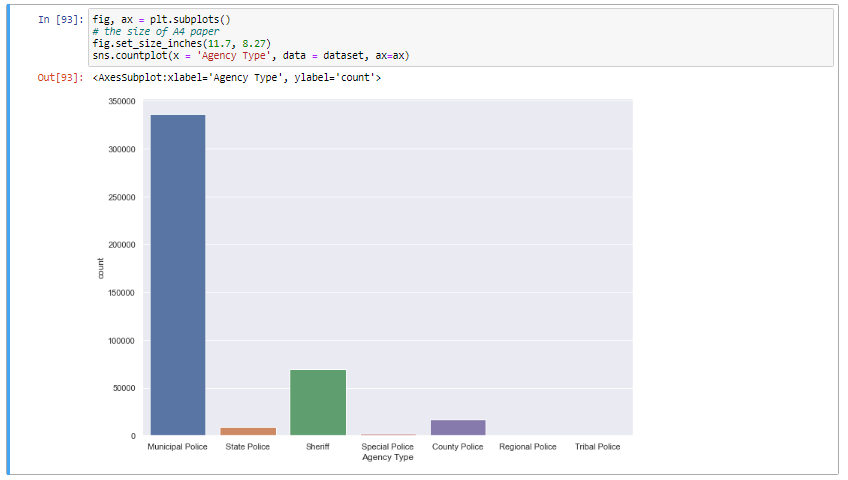 In [93]: fig, ax = plt.subplots()
# the size of A4 paper
fig.set_size_inches(11.7, 8.27)
sns.countplot(x = 'Agency Type', data = dataset, ax=ax)
Out[93]: <AxesSubplot:xlabel='Agency Type', ylabel='count'>
350000
300000
250000
200000
150000
100000
50000
0
count
Municipal Police State Police Sheriff Special Police County Police Regional Police Tribal Police
Agency Type